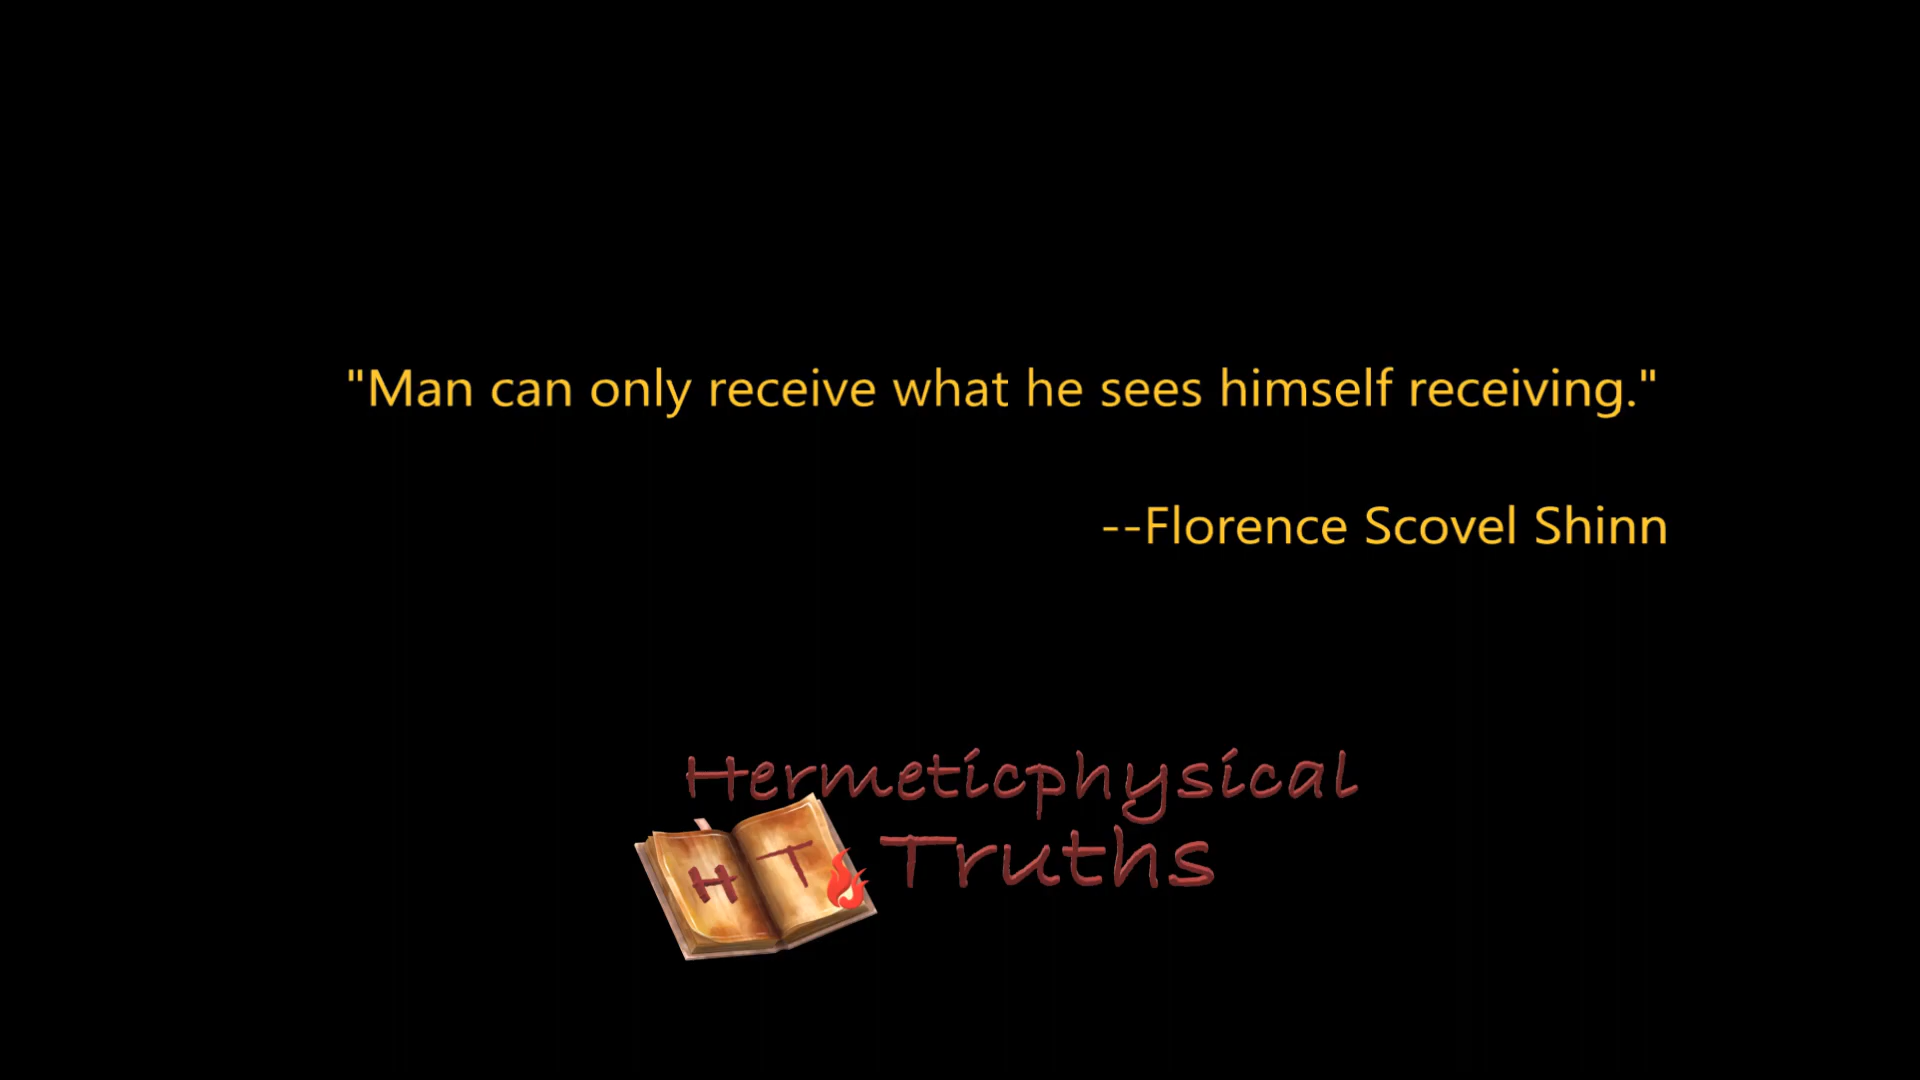 "Man can only receive what he sees himself receiving."
--Florence Scovel Shinn
Hermeticphysical
H T Truths